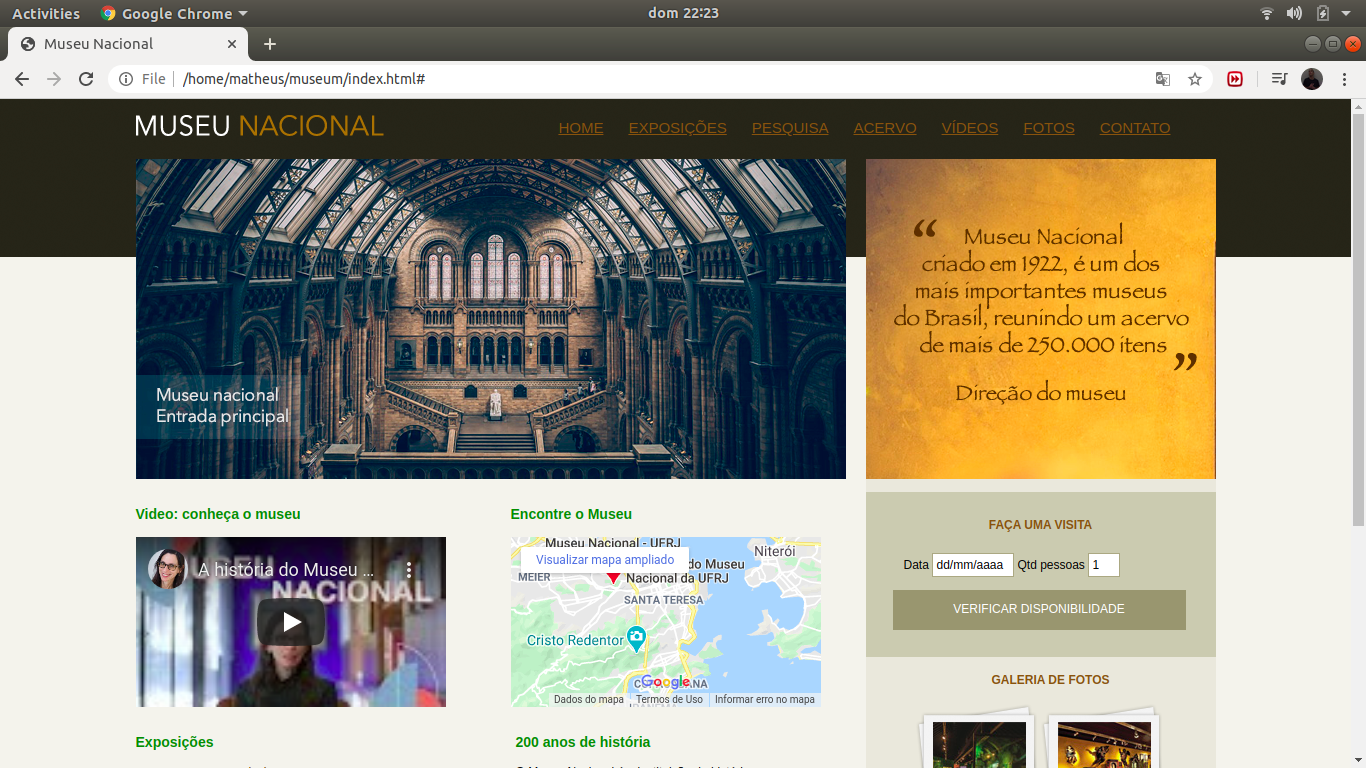 Activities
Google Chrome
dom 22:23
Museu Nacional
File
/home/matheus/museum/index.html#
MUSEU NACIONAL
HOME
EXPOSIÇÕES
PESQUISA
ACERVO
VÍDEOS
FOTOS
CONTATO
Museu nacional
Entrada principal
“ Museu Nacional
criado em 1922, é um dos
mais importantes museus
do Brasil, reunindo um acervo
de mais de 250.000 itens ”
Direção do museu
Video: conheça o museu
A história do Museu ...
NACIONAL
Encontre o Museu
Museu Nacional - UFRJ
Visualizar mapa ampliado
Niterói
MEIER
do Museu
Nacional da UFRJ
SANTA TERESA
Cristo Redentor
Google
Dados do mapa
Termos de Uso
Informar erro no mapa
FAÇA UMA VISITA
Data dd/mm/aaaa Qtd pessoas 1
VERIFICAR DISPONIBILIDADE
GALERIA DE FOTOS
Exposições
200 anos de história